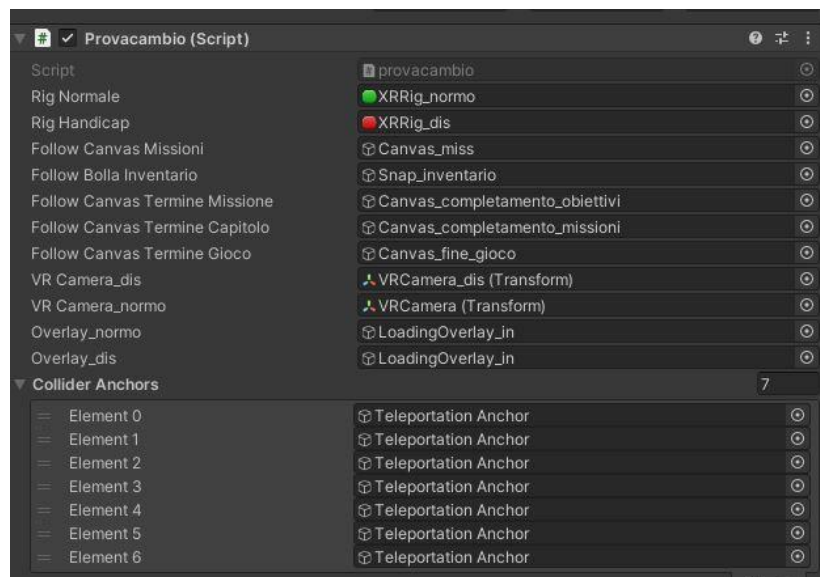 Provacambio (Script)
Script provacambio
Rig Normale XRRig_normo
Rig Handicap XRRig_dis
Follow Canvas Missioni Canvas_miss
Follow Bolla Inventario Snap_inventario
Follow Canvas Termine Missione Canvas_completamento_obiettivi
Follow Canvas Termine Capitolo Canvas_completamento_missioni
Follow Canvas Termine Gioco Canvas_fine_gioco
VR Camera_dis VRCamera_dis (Transform)
VR Camera_normo VRCamera (Transform)
Overlay_normo LoadingOverlay_in
Overlay_dis LoadingOverlay_in
Collider Anchors 7
Element 0 Teleportation Anchor
Element 1 Teleportation Anchor
Element 2 Teleportation Anchor
Element 3 Teleportation Anchor
Element 4 Teleportation Anchor
Element 5 Teleportation Anchor
Element 6 Teleportation Anchor